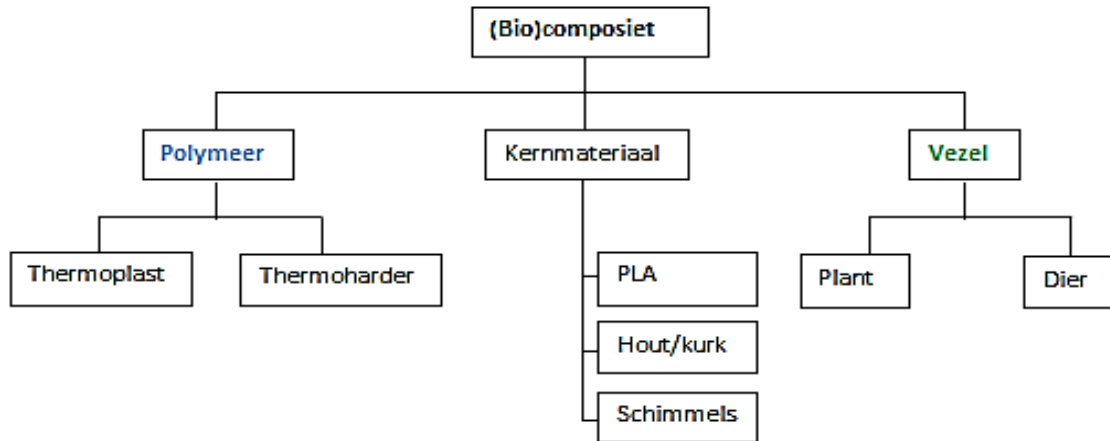 (Bio)composiet
Polymeer
Kernmateriaal
Vezel
Thermoplast
Thermoharder
PLA
Hout/kurk
Schimmels
Plant
Dier